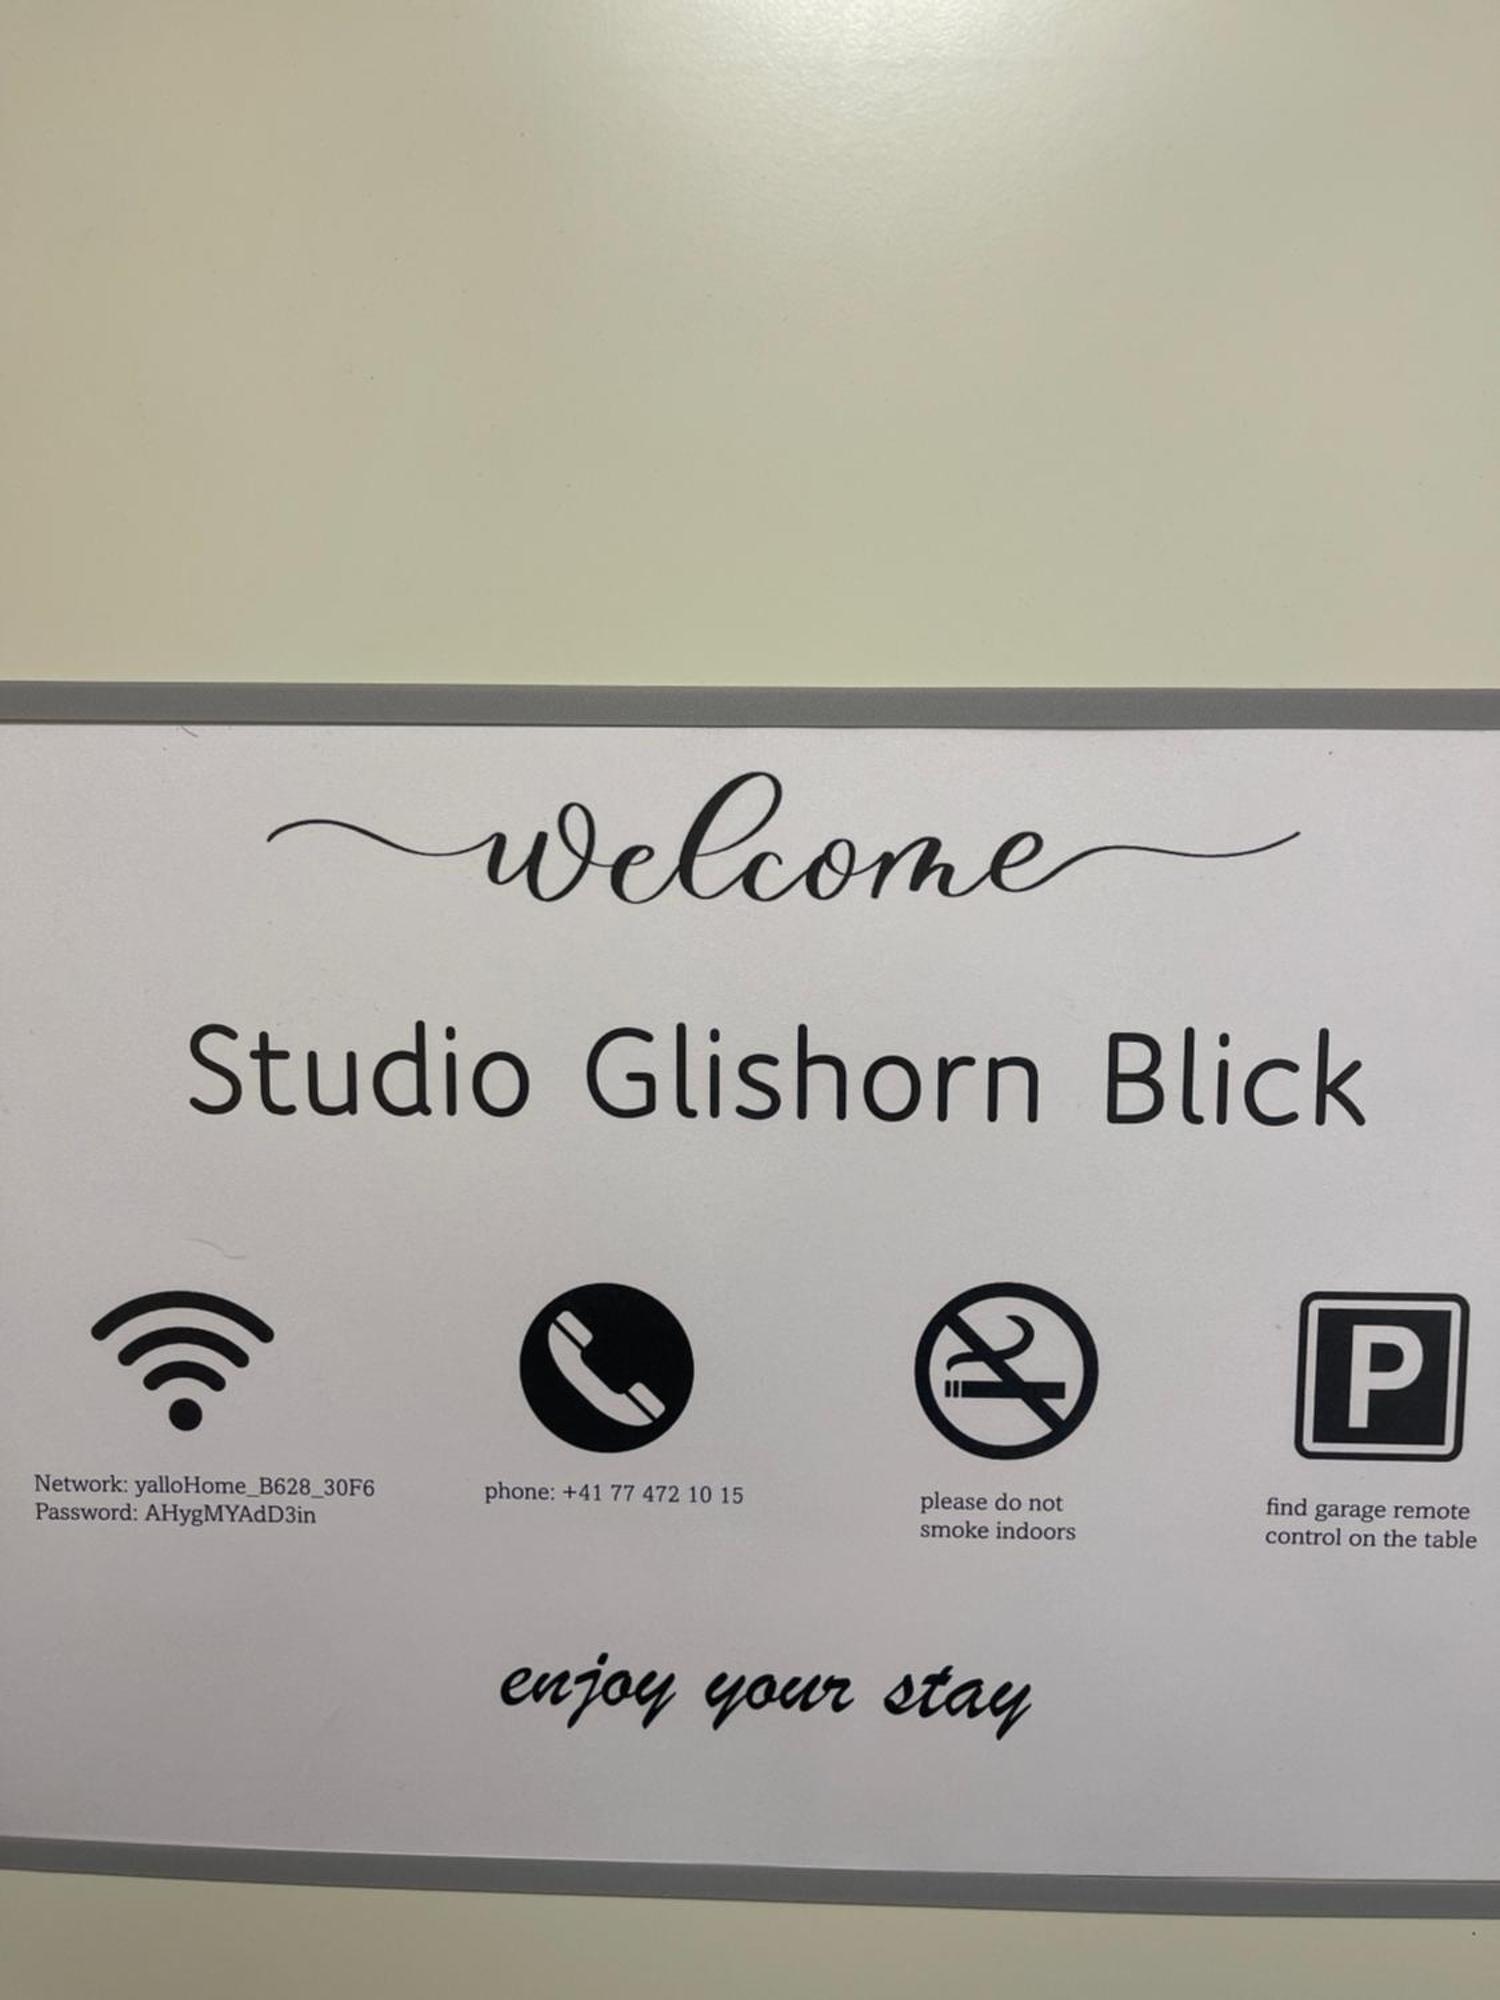 welcome
Studio Glishorn Blick
P
Network: yalloHome_B628_30F6
Password: AHygMYAdD3in
phone: +41 77 472 10 15
please do not
smoke indoors
find garage remote
control on the table
enjoy your stay